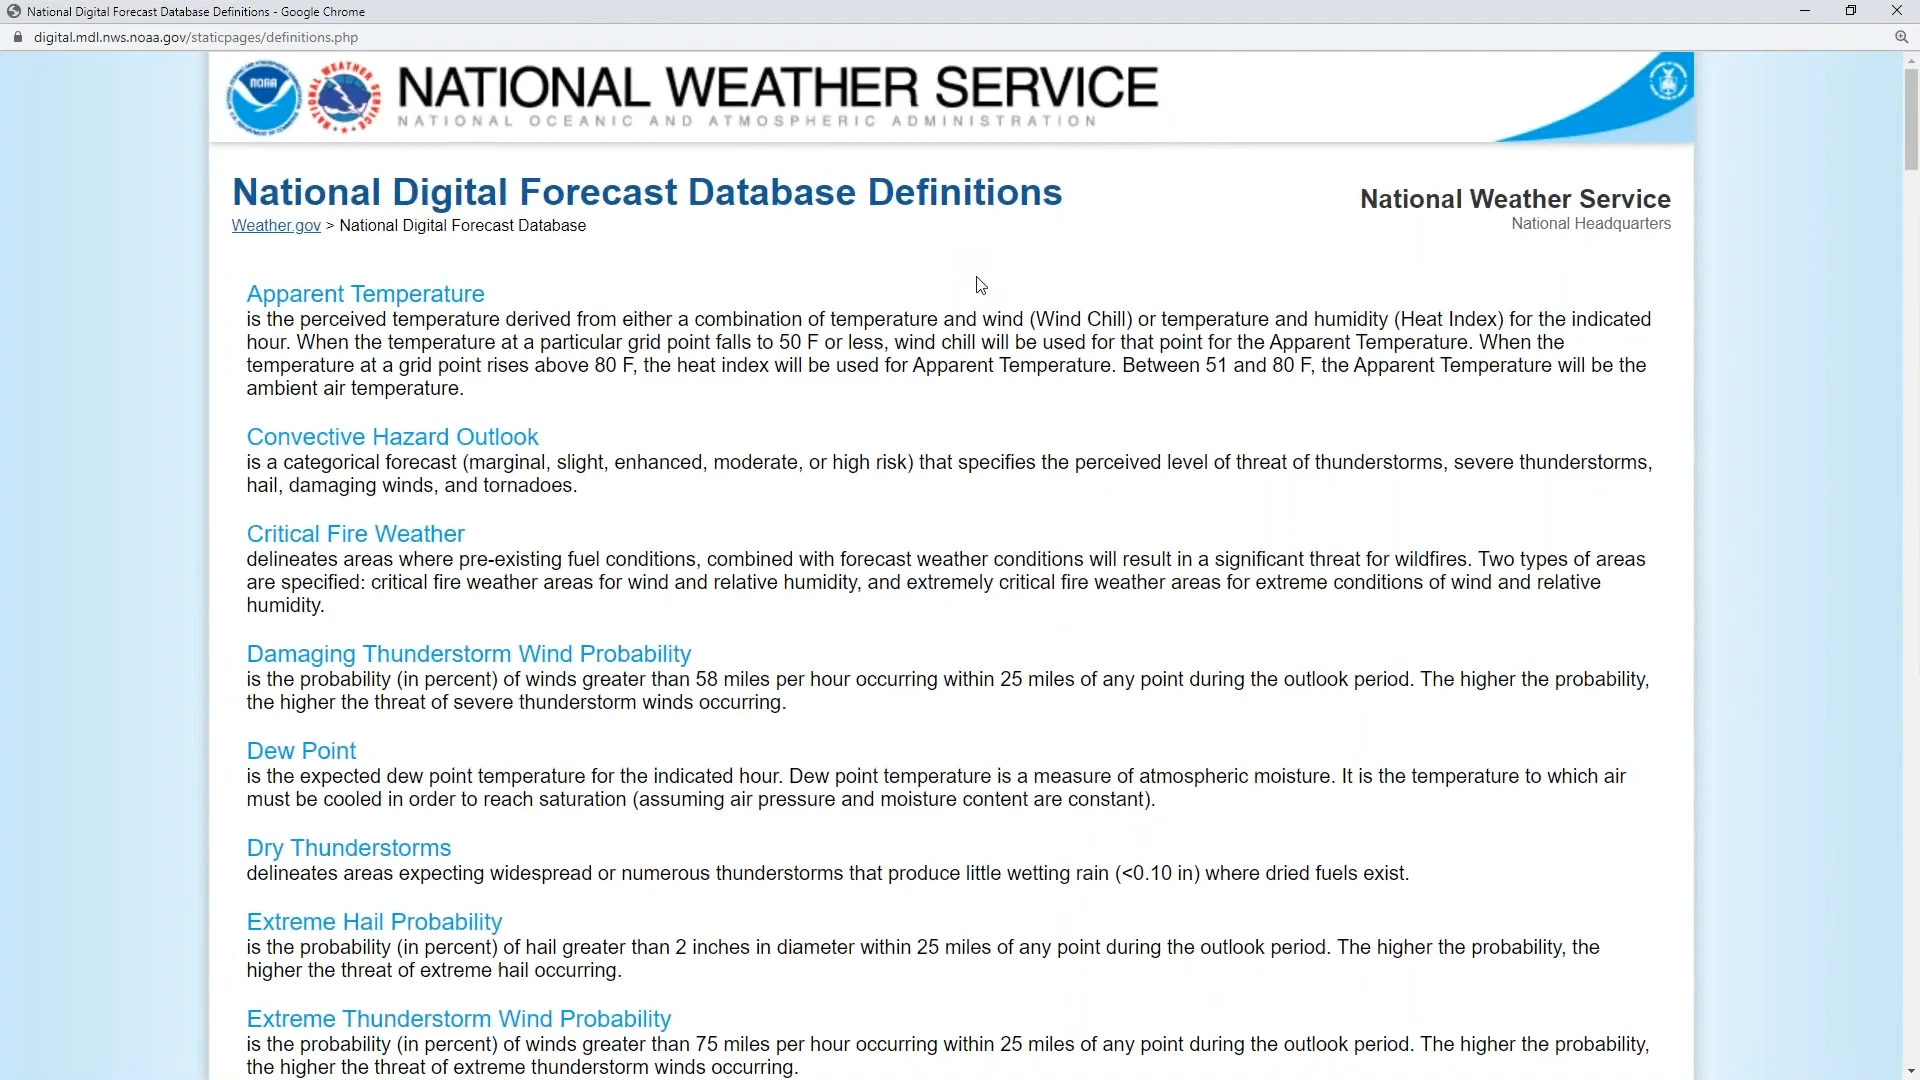 National Digital Forecast Database Definitions - Google Chrome
digital.mdl.nws.noaa.gov/staticpages/definitions.php
NOAA
NATIONAL WEATHER SERVICE
NATIONAL OCEANIC AND ATMOSPHERIC ADMINISTRATION
National Digital Forecast Database Definitions
Weather.gov > National Digital Forecast Database
National Weather Service
National Headquarters
Apparent Temperature
is the perceived temperature derived from either a combination of temperature and wind (Wind Chill) or temperature and humidity (Heat Index) for the indicated
hour. When the temperature at a particular grid point falls to 50 F or less, wind chill will be used for that point for the Apparent Temperature. When the
temperature at a grid point rises above 80 F, the heat index will be used for Apparent Temperature. Between 51 and 80 F, the Apparent Temperature will be the
ambient air temperature.
Convective Hazard Outlook
is a categorical forecast (marginal, slight, enhanced, moderate, or high risk) that specifies the perceived level of threat of thunderstorms, severe thunderstorms,
hail, damaging winds, and tornadoes.
Critical Fire Weather
delineates areas where pre-existing fuel conditions, combined with forecast weather conditions will result in a significant threat for wildfires. Two types of areas
are specified: critical fire weather areas for wind and relative humidity, and extremely critical fire weather areas for extreme conditions of wind and relative
humidity.
Damaging Thunderstorm Wind Probability
is the probability (in percent) of winds greater than 58 miles per hour occurring within 25 miles of any point during the outlook period. The higher the probability,
the higher the threat of severe thunderstorm winds occurring.
Dew Point
is the expected dew point temperature for the indicated hour. Dew point temperature is a measure of atmospheric moisture. It is the temperature to which air
must be cooled in order to reach saturation (assuming air pressure and moisture content are constant).
Dry Thunderstorms
delineates areas expecting widespread or numerous thunderstorms that produce little wetting rain (<0.10 in) where dried fuels exist.
Extreme Hail Probability
is the probability (in percent) of hail greater than 2 inches in diameter within 25 miles of any point during the outlook period. The higher the probability, the
higher the threat of extreme hail occurring.
Extreme Thunderstorm Wind Probability
is the probability (in percent) of winds greater than 75 miles per hour occurring within 25 miles of any point during the outlook period. The higher the probability,
the higher the threat of extreme thunderstorm winds occurring.